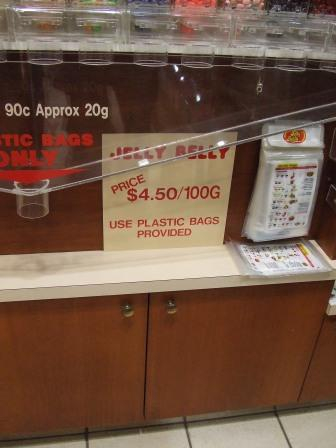 90c Approx 20g
STIC BAGS
ONLY
JELLY BELLY
PRICE
$4.50/100G
USE PLASTIC BAGS
PROVIDED